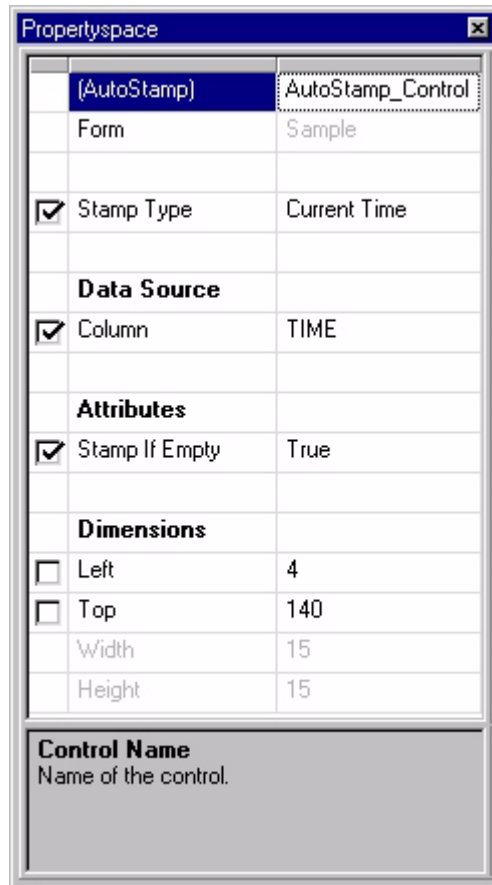 Propertyspace
(AutoStamp) AutoStamp_Control
Form Sample
Stamp Type Current Time
Data Source
Column TIME
Attributes
Stamp If Empty True
Dimensions
Left 4
Top 140
Width 15
Height 15
Control Name
Name of the control.